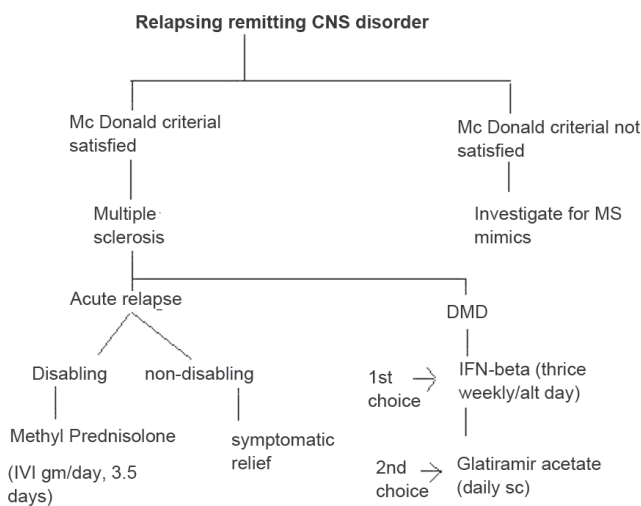 Relapsing remitting CNS disorder
Mc Donald criterial
satisfied
Mc Donald criterial not
satisfied
Multiple
sclerosis
Investigate for MS
mimics
Acute relapse
DMD
Disabling
non-disabling
1st
choice
IFN-beta (thrice
weekly/alt day)
Methyl Prednisolone
(IVI gm/day, 3.5
days)
symptomatic
relief
2nd
choice
Glatiramir acetate
(daily sc)